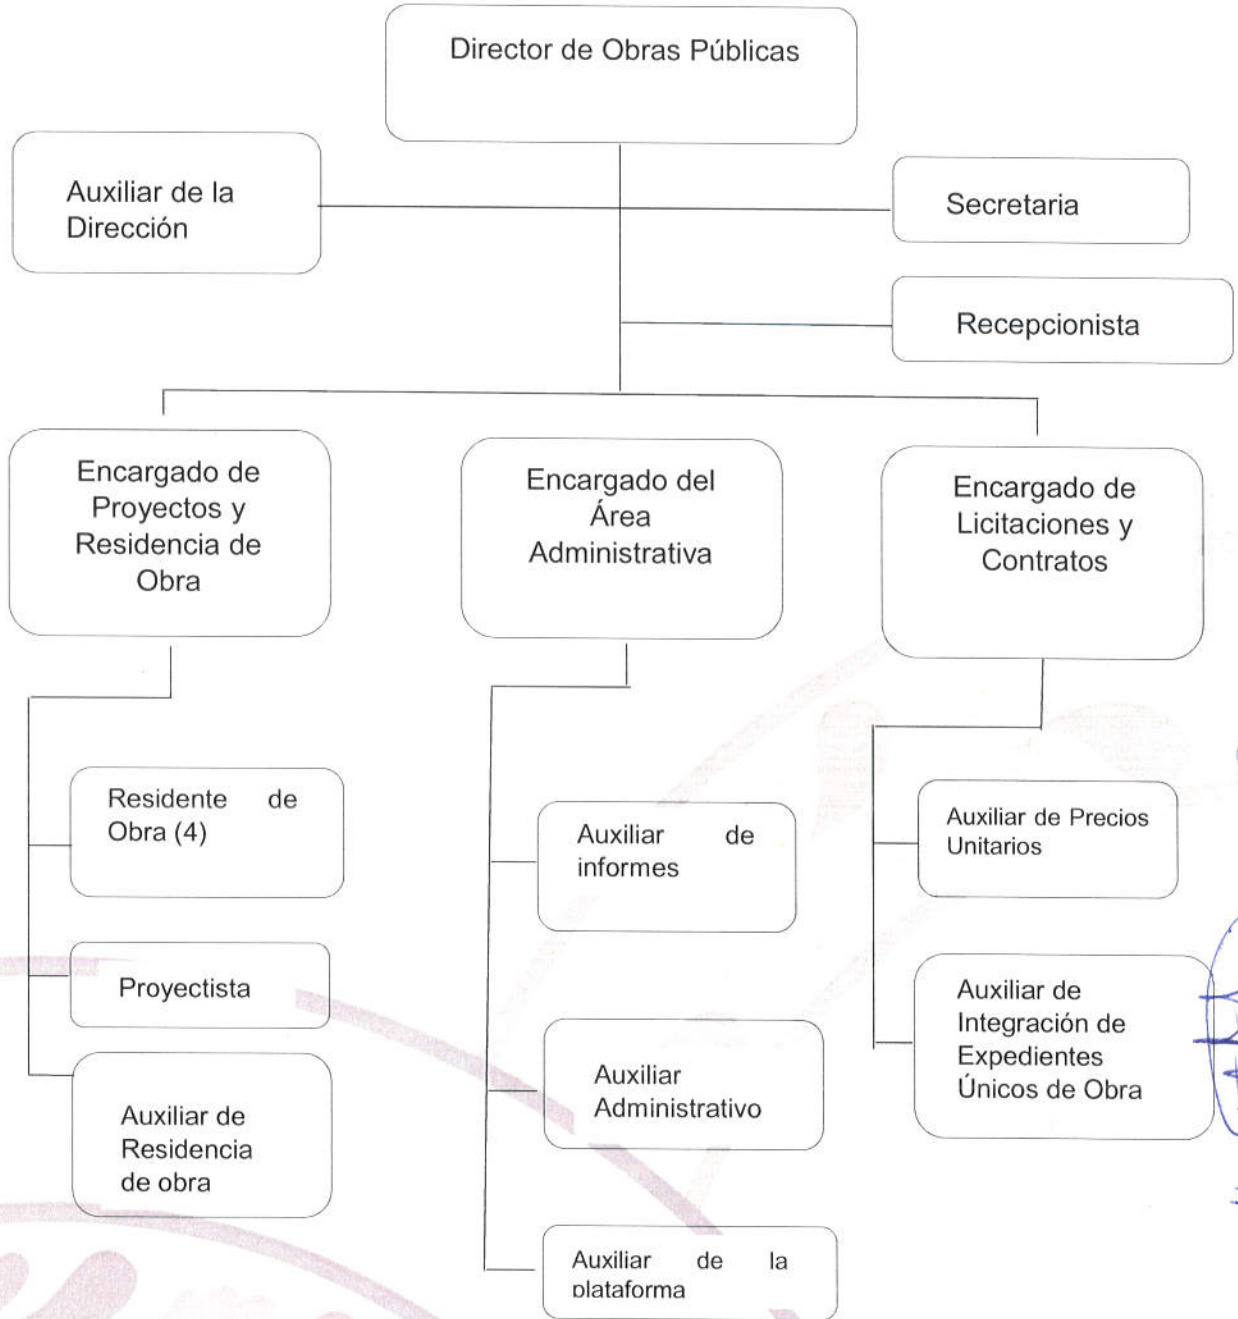 Director de Obras Públicas
Auxiliar de la
Dirección
Secretaria
Recepcionista
Encargado de
Proyectos y
Residencia de
Obra
Encargado del
Área
Administrativa
Encargado de
Licitaciones y
Contratos
Residente de
Obra (4)
Proyectista
Auxiliar de
Residencia
de obra
Auxiliar de
informes
Auxiliar
Administrativo
Auxiliar de la
plataforma
Auxiliar de Precios
Unitarios
Auxiliar de
Integración de
Expedientes
Únicos de Obra